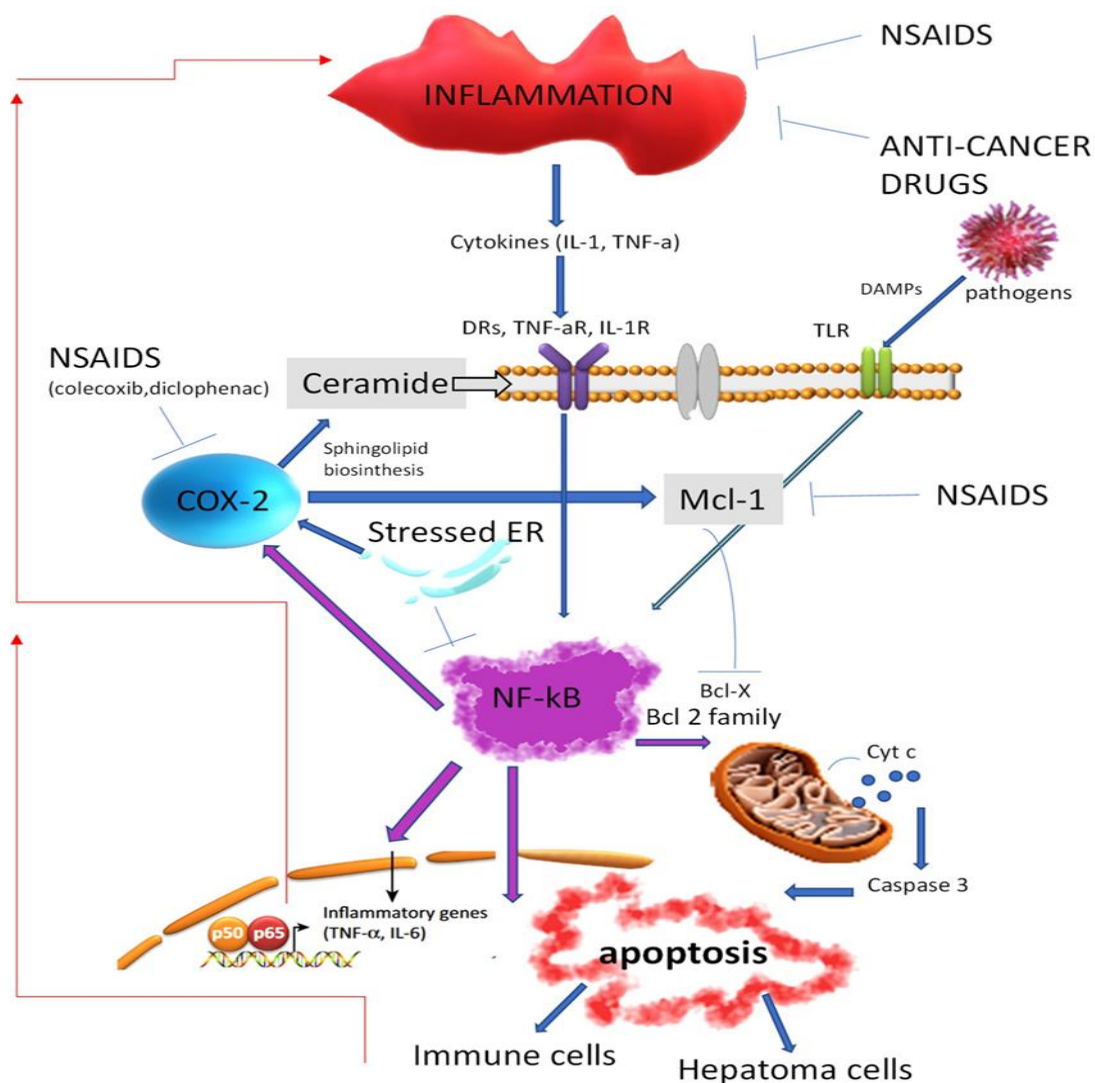 NSAIDS
INFLAMMATION
ANTI-CANCER
DRUGS
Cytokines (IL-1, TNF-a)
DAMPs
pathogens
DRs, TNF-aR, IL-1R
TLR
NSAIDS
(colecoxib,diclophenac)
Ceramide
Sphingolipid
biosinthesis
COX-2
Mcl-1
NSAIDS
Stressed ER
NF-kB
Bcl-X
Bcl 2 family
Cyt c
Caspase 3
Inflammatory genes
(TNF-α, IL-6)
p50
p65
apoptosis
Immune cells
Hepatoma cells